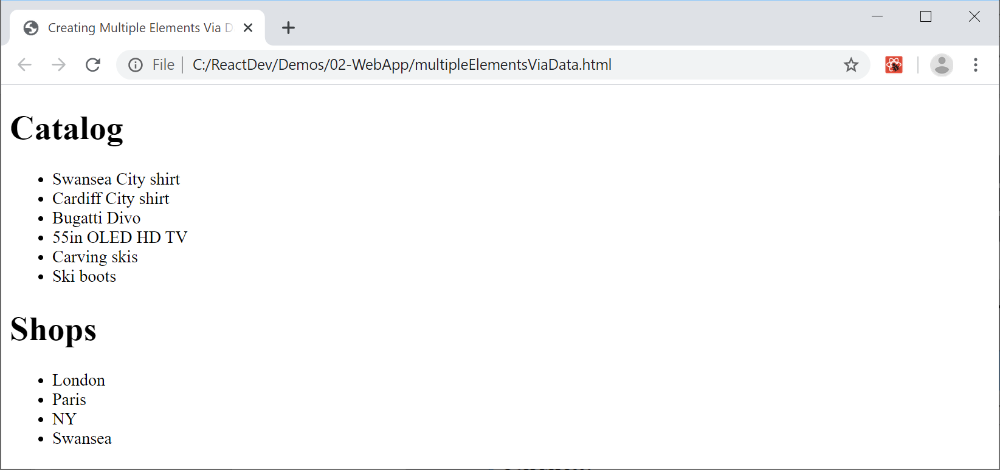 Creating Multiple Elements Via D
File
C:/ReactDev/Demos/02-WebApp/multipleElementsViaData.html
Catalog
• Swansea City shirt
• Cardiff City shirt
• Bugatti Divo
• 55in OLED HD TV
• Carving skis
• Ski boots
Shops
• London
• Paris
• NY
• Swansea